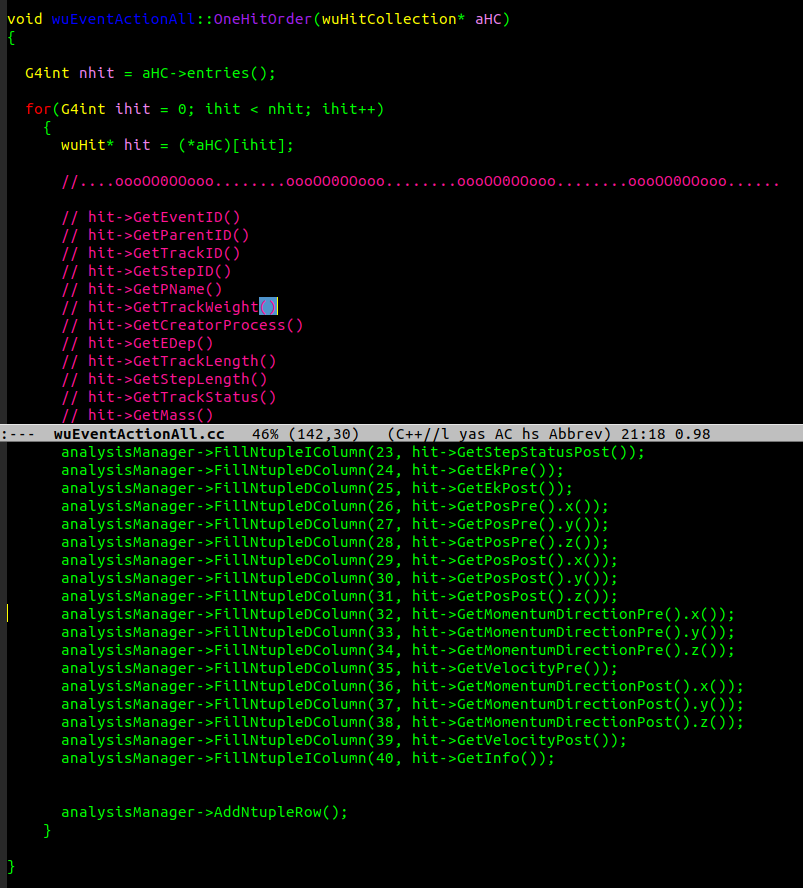 void wuEventActionAll::OneHitOrder(wuHitCollection* aHC)
{
G4int nhit = aHC->entries();
for(G4int ihit = 0; ihit < nhit; ihit++)
{
wuHit* hit = (*aHC)[ihit];
//....oooOO0OOooo........oooOO0OOooo........oooOO0OOooo........oooOO0OOooo......
// hit->GetEventID()
// hit->GetParentID()
// hit->GetTrackID()
// hit->GetStepID()
// hit->GetPName()
// hit->GetTrackWeight()
// hit->GetCreatorProcess()
// hit->GetEDep()
// hit->GetTrackLength()
// hit->GetStepLength()
// hit->GetTrackStatus()
// hit->GetMass()
:--- wuEventActionAll.cc 46% (142,30) (C++//l yas AC hs Abbrev) 21:18 0.98
analysisManager->FillNtupleIColumn(23, hit->GetStepStatusPost());
analysisManager->FillNtupleDColumn(24, hit->GetEkPre());
analysisManager->FillNtupleDColumn(25, hit->GetEkPost());
analysisManager->FillNtupleDColumn(26, hit->GetPosPre().x());
analysisManager->FillNtupleDColumn(27, hit->GetPosPre().y());
analysisManager->FillNtupleDColumn(28, hit->GetPosPre().z());
analysisManager->FillNtupleDColumn(29, hit->GetPosPost().x());
analysisManager->FillNtupleDColumn(30, hit->GetPosPost().y());
analysisManager->FillNtupleDColumn(31, hit->GetPosPost().z());
analysisManager->FillNtupleDColumn(32, hit->GetMomentumDirectionPre().x());
analysisManager->FillNtupleDColumn(33, hit->GetMomentumDirectionPre().y());
analysisManager->FillNtupleDColumn(34, hit->GetMomentumDirectionPre().z());
analysisManager->FillNtupleDColumn(35, hit->GetVelocityPre());
analysisManager->FillNtupleDColumn(36, hit->GetMomentumDirectionPost().x());
analysisManager->FillNtupleDColumn(37, hit->GetMomentumDirectionPost().y());
analysisManager->FillNtupleDColumn(38, hit->GetMomentumDirectionPost().z());
analysisManager->FillNtupleDColumn(39, hit->GetVelocityPost());
analysisManager->FillNtupleIColumn(40, hit->GetInfo());
analysisManager->AddNtupleRow();
}
}